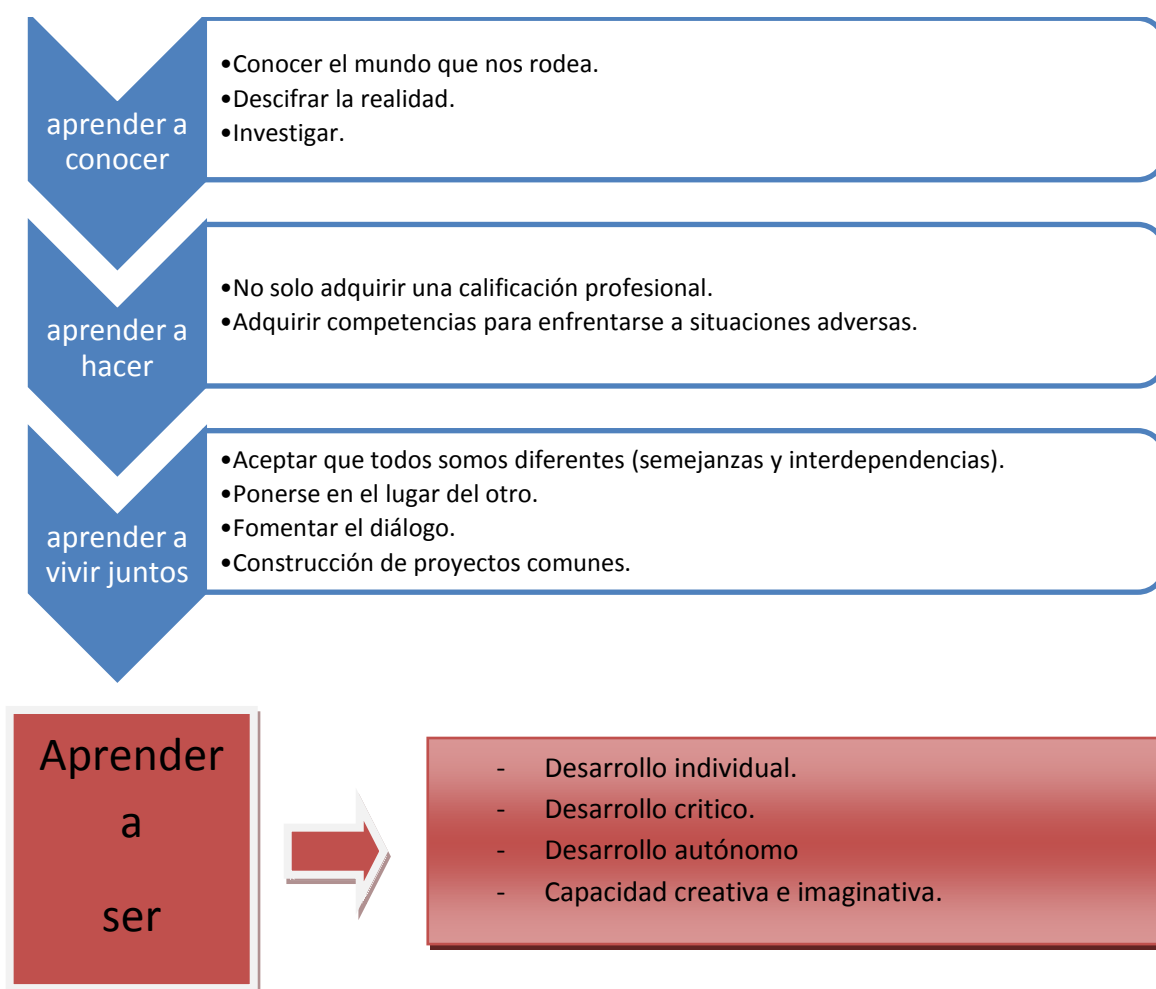 aprender a
conocer
•Conocer el mundo que nos rodea.
•Descifrar la realidad.
•Investigar.
aprender a
hacer
•No solo adquirir una calificación profesional.
•Adquirir competencias para enfrentarse a situaciones adversas.
aprender a
vivir juntos
•Aceptar que todos somos diferentes (semejanzas y interdependencias).
•Ponerse en el lugar del otro.
•Fomentar el diálogo.
•Construcción de proyectos comunes.
Aprender
a
ser
- Desarrollo individual.
- Desarrollo critico.
- Desarrollo autónomo
- Capacidad creativa e imaginativa.